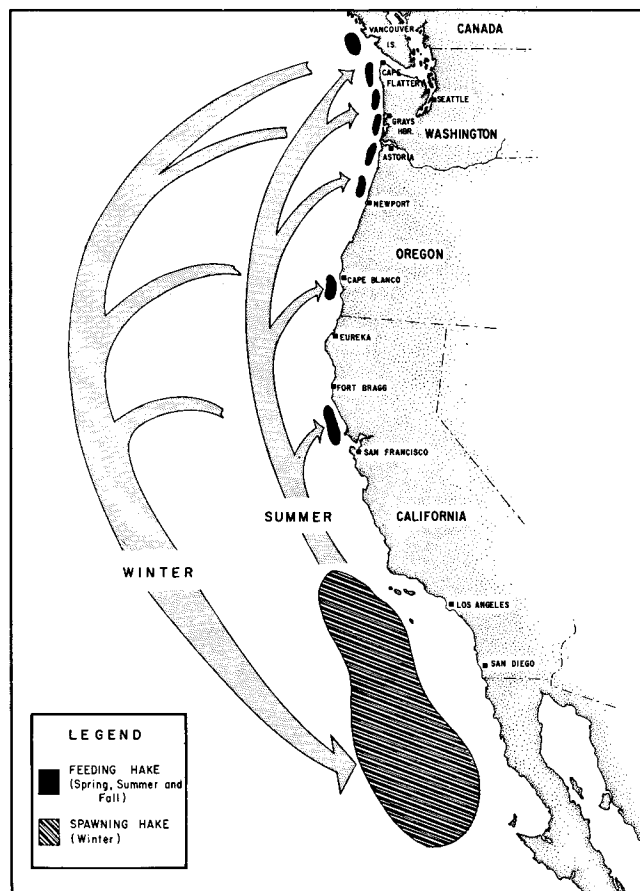 VANCOUVER
IS.
CANADA
CAPE
FLATTERY
SEATTLE
GRAYS
HBR.
WASHINGTON
ASTORIA
NEWPORT
OREGON
CAPE BLANCO
EUREKA
FORT BRAGG
SAN FRANCISCO
SUMMER
CALIFORNIA
WINTER
LOS ANGELES
SAN DIEGO
LEGEND
FEEDING HAKE
(Spring, Summer and
Fall)
SPAWNING HAKE
(Winter)